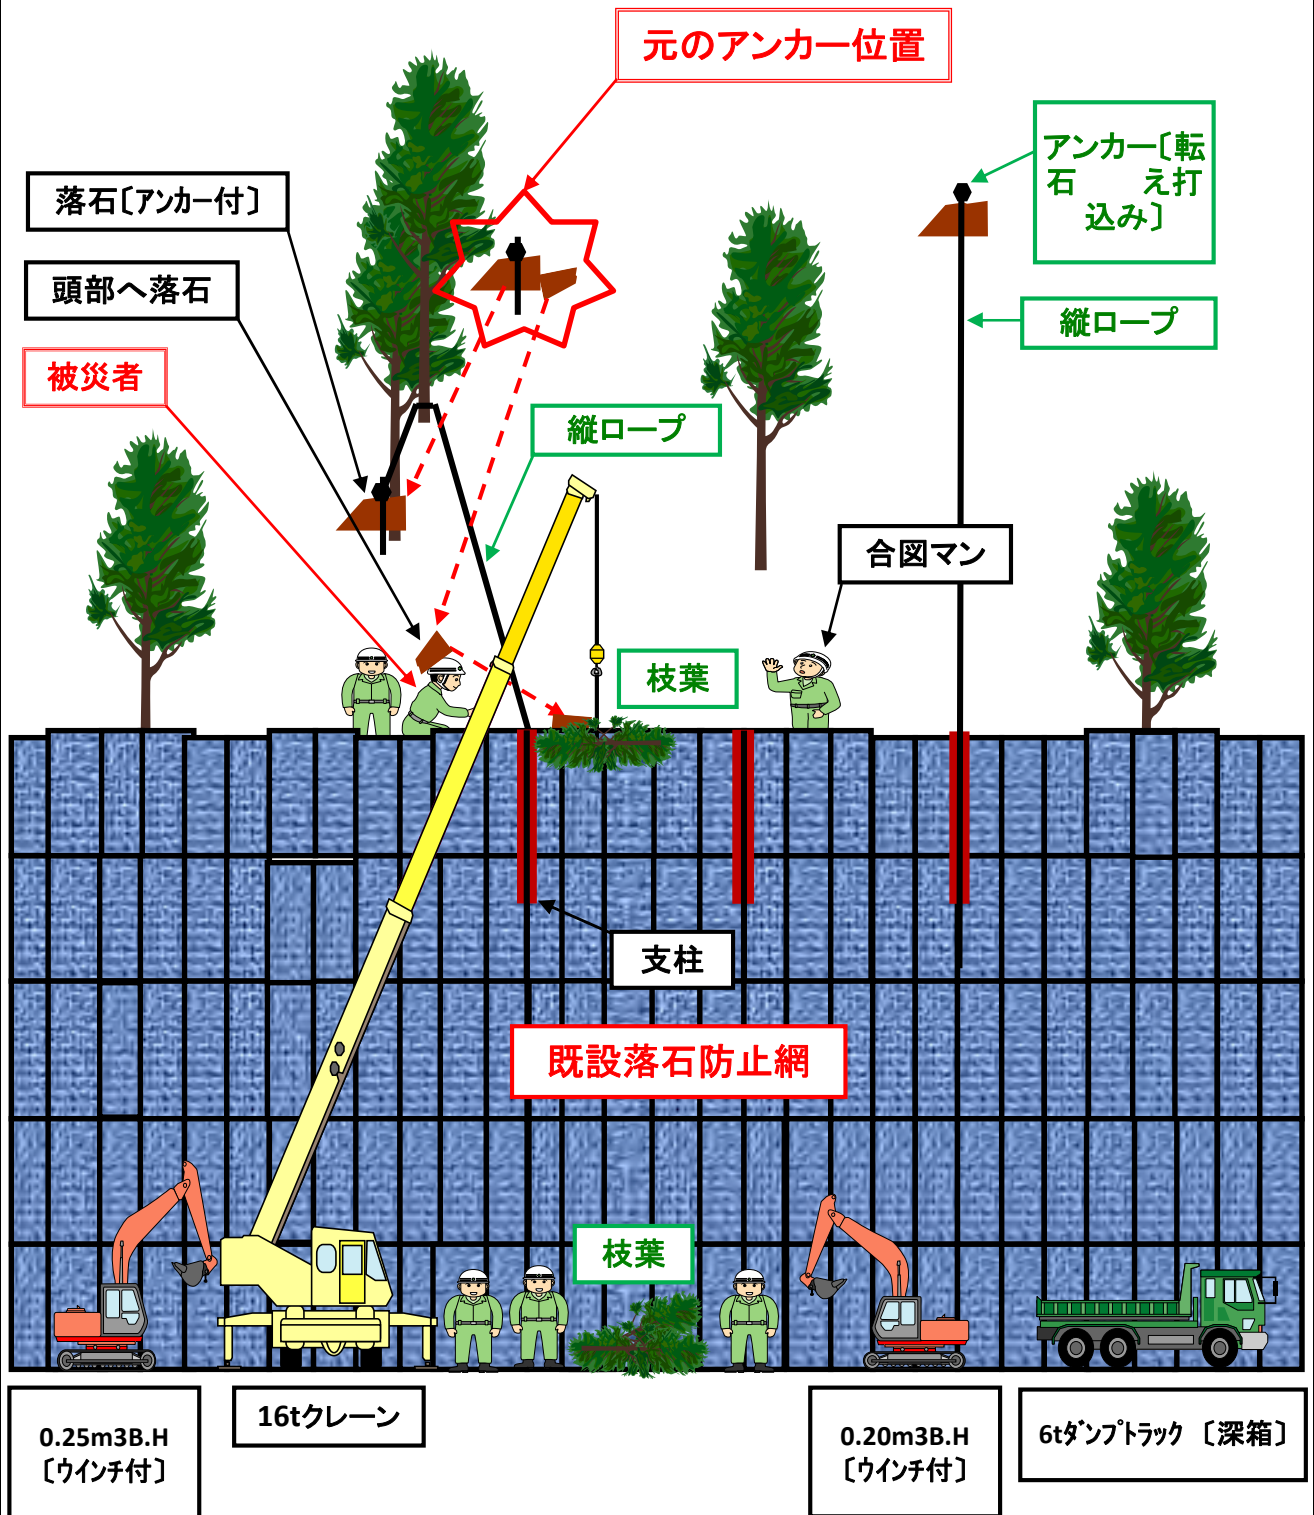 元のアンカー位置
アンカー〔転
石　　え打
込み〕
落石〔アンカー付〕
頭部へ落石
縦ロープ
被災者
縦ロープ
合図マン
枝葉
支柱
既設落石防止網
枝葉
0.25m3B.H
〔ウインチ付〕
16tクレーン
0.20m3B.H
〔ウインチ付〕
6tダンプトラック 〔深箱〕